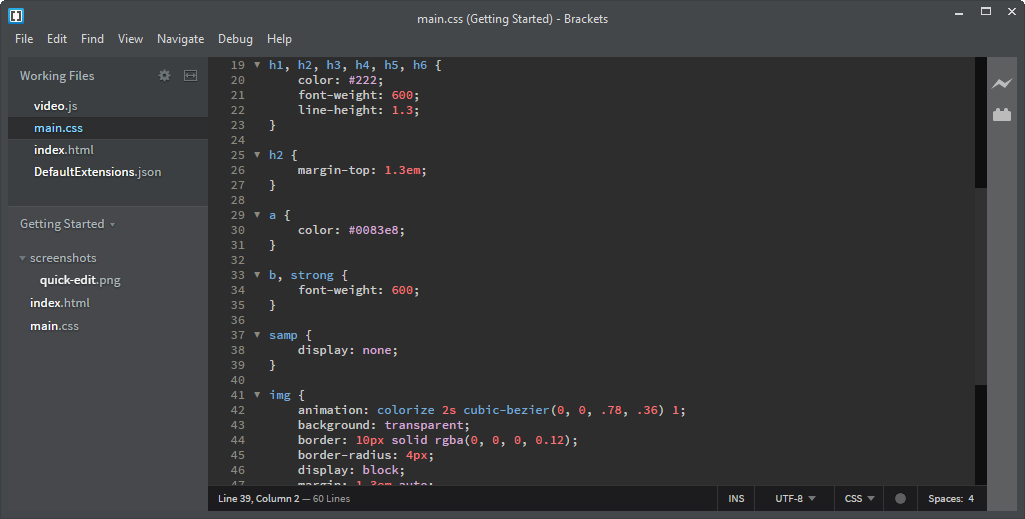 main.css (Getting Started) - Brackets
File Edit Find View Navigate Debug Help
Working Files
video.js
main.css
index.html
DefaultExtensions.json
Getting Started
screenshots
quick-edit.png
index.html
main.css
19 h1, h2, h3, h4, h5, h6 {
20 color: #222;
21 font-weight: 600;
22 line-height: 1.3;
23 }
24
25 h2 {
26 margin-top: 1.3em;
27 }
28
29 a {
30 color: #0083e8;
31 }
32
33 b, strong {
34 font-weight: 600;
35 }
36
37 samp {
38 display: none;
39 }
40
41 img {
42 animation: colorize 2s cubic-bezier(0, 0, .78, .36) 1;
43 background: transparent;
44 border: 10px solid rgba(0, 0, 0, 0.12);
45 border-radius: 4px;
46 display: block;
47 margin: 1.3em auto;
Line 39, Column 2 — 60 Lines
INS UTF-8 CSS Spaces: 4